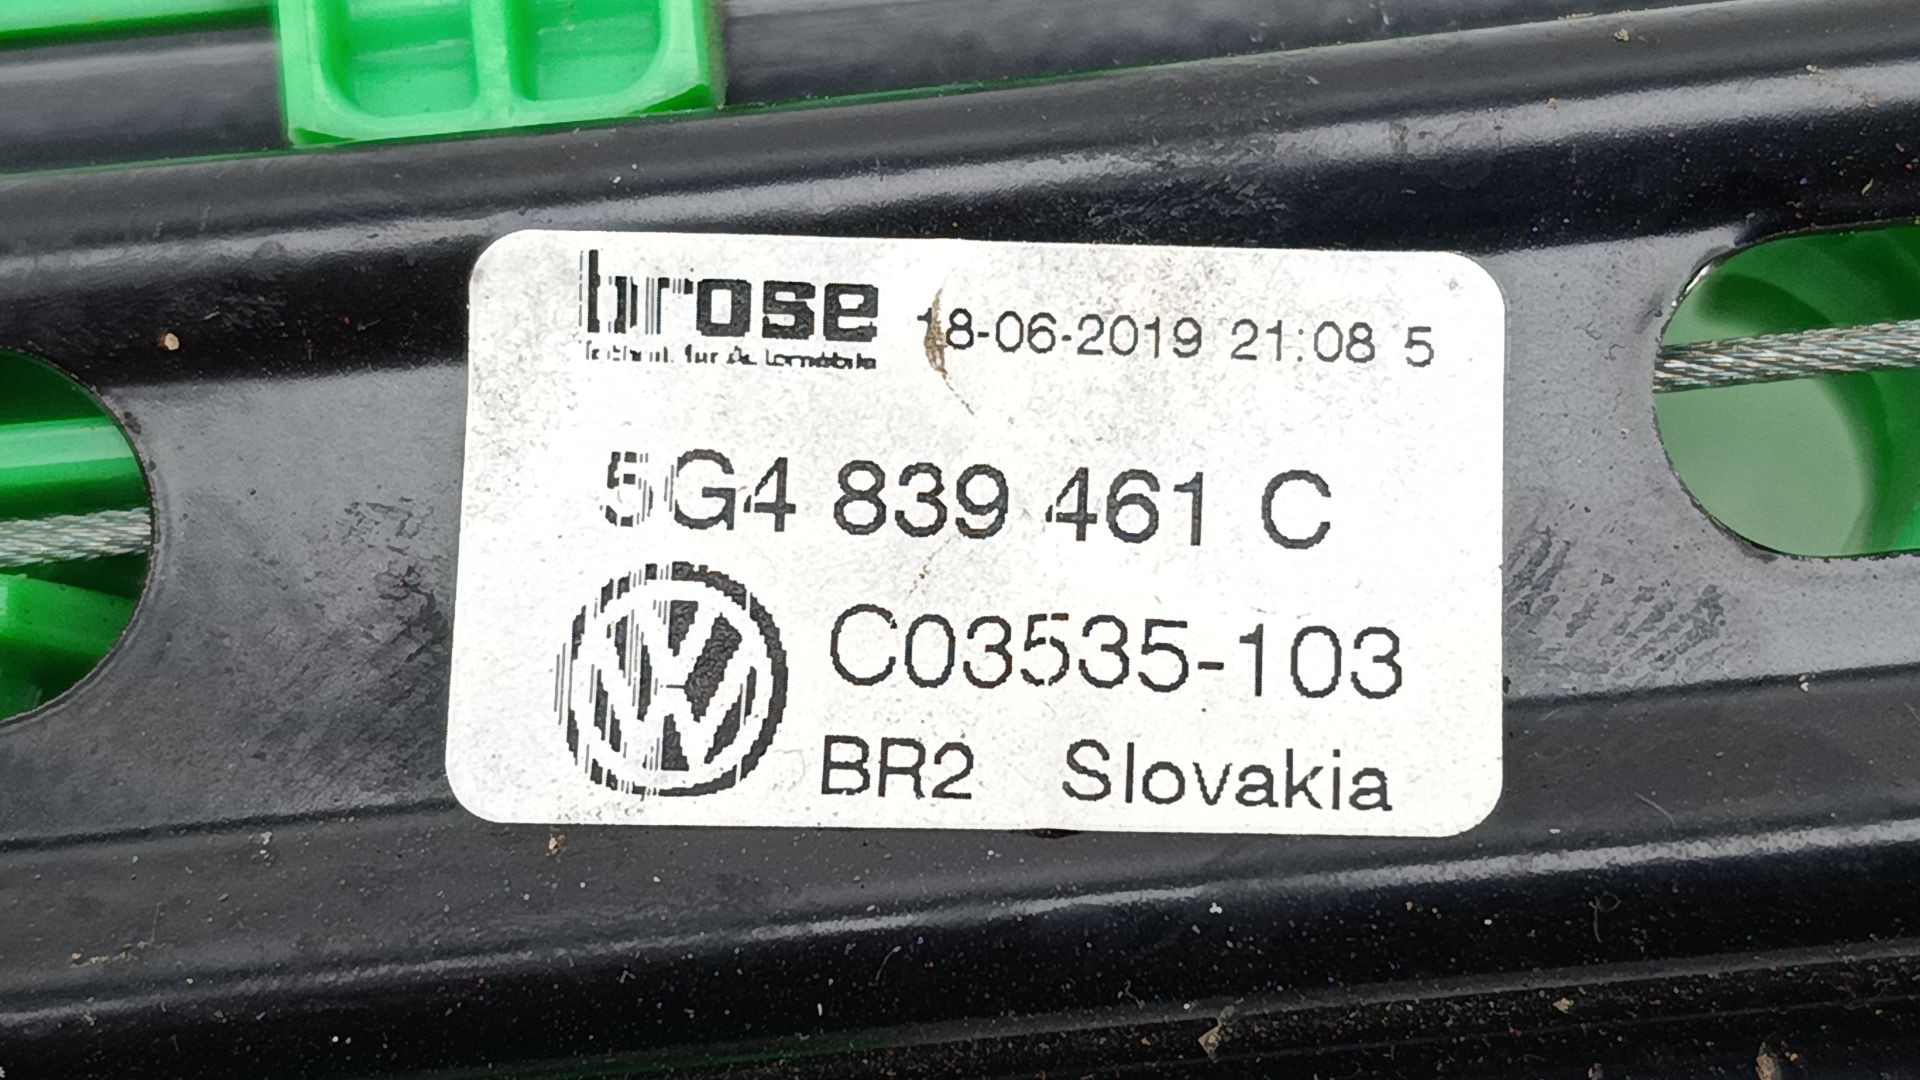 brose 18-06-2019 21:08 5
5G4 839 461 C
C03535-103
BR2 Slovakia